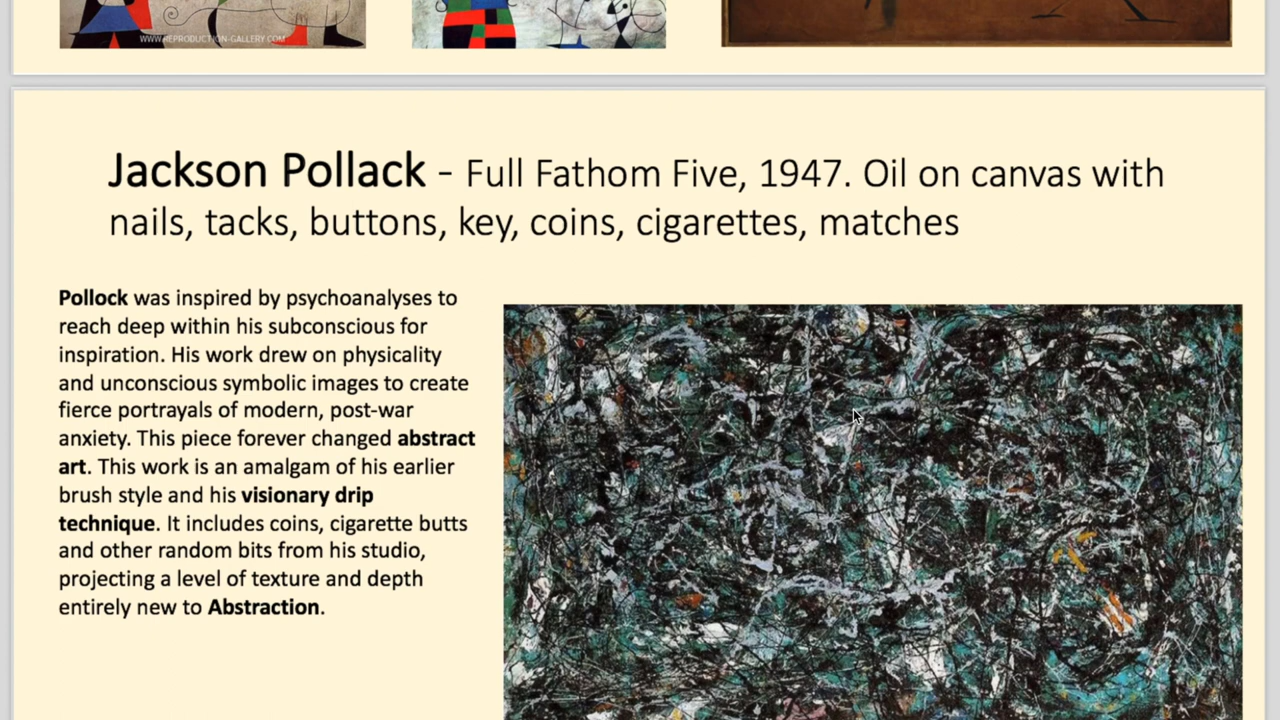 WWW.REPRODUCTION-GALLERY.COM
Jackson Pollack - Full Fathom Five, 1947. Oil on canvas with
nails, tacks, buttons, key, coins, cigarettes, matches
Pollock was inspired by psychoanalyses to
reach deep within his subconscious for
inspiration. His work drew on physicality
and unconscious symbolic images to create
fierce portrayals of modern, post-war
anxiety. This piece forever changed abstract
art. This work is an amalgam of his earlier
brush style and his visionary drip
technique. It includes coins, cigarette butts
and other random bits from his studio,
projecting a level of texture and depth
entirely new to Abstraction.